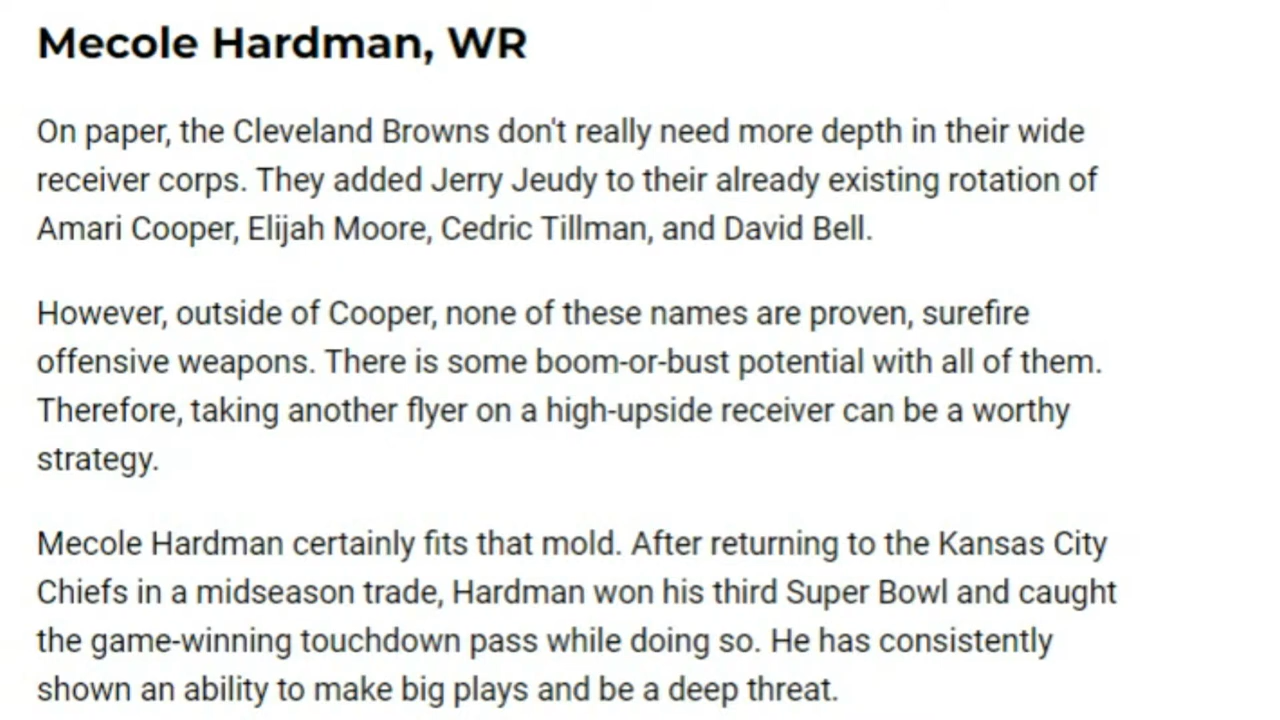 Mecole Hardman, WR
On paper, the Cleveland Browns don't really need more depth in their wide
receiver corps. They added Jerry Jeudy to their already existing rotation of
Amari Cooper, Elijah Moore, Cedric Tillman, and David Bell.
However, outside of Cooper, none of these names are proven, surefire
offensive weapons. There is some boom-or-bust potential with all of them.
Therefore, taking another flyer on a high-upside receiver can be a worthy
strategy.
Mecole Hardman certainly fits that mold. After returning to the Kansas City
Chiefs in a midseason trade, Hardman won his third Super Bowl and caught
the game-winning touchdown pass while doing so. He has consistently
shown an ability to make big plays and be a deep threat.